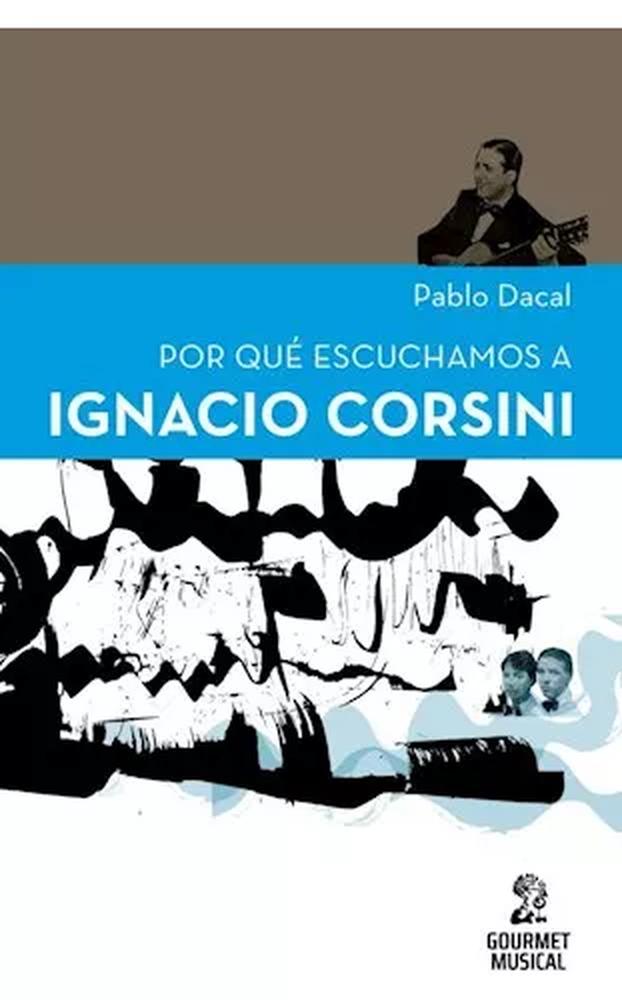 Pablo Dacal
POR QUÉ ESCUCHAMOS A
IGNACIO CORSINI
GOURMET
MUSICAL